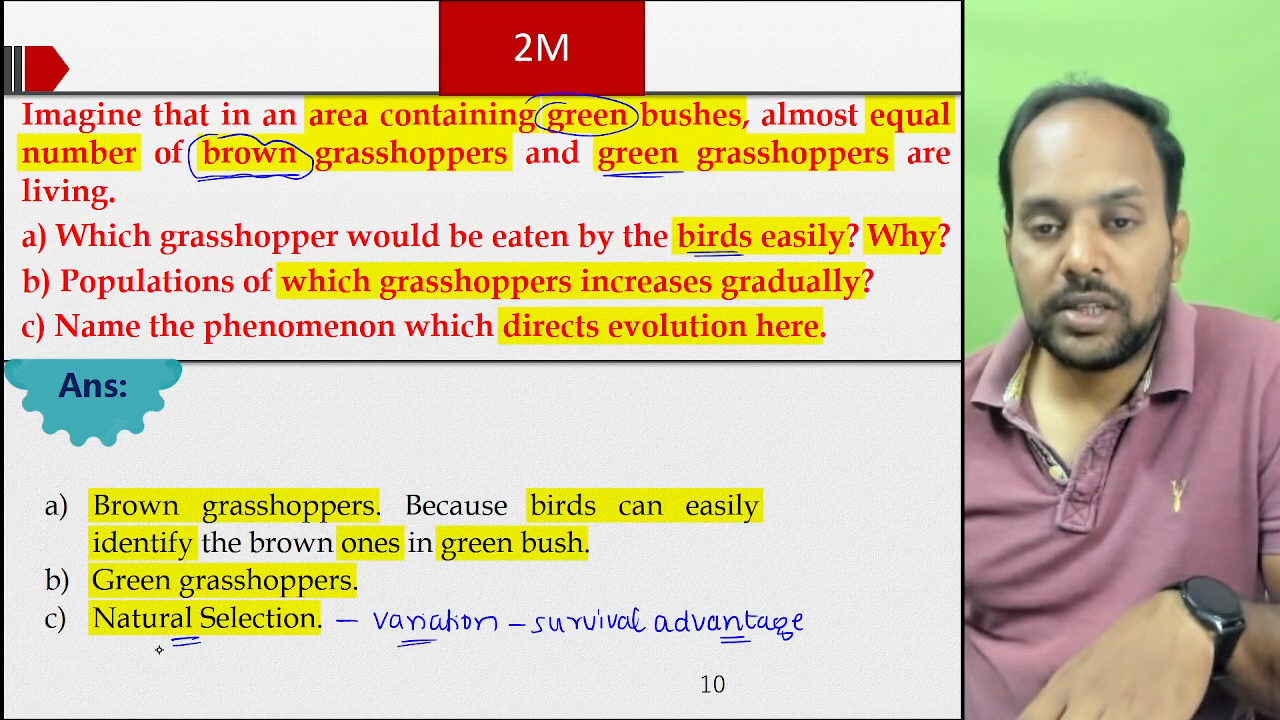 2M
Imagine that in an area containing green bushes, almost equal
number of brown grasshoppers and green grasshoppers are
living.
a) Which grasshopper would be eaten by the birds easily? Why?
b) Populations of which grasshoppers increases gradually?
c) Name the phenomenon which directs evolution here.
Ans:
a) Brown grasshoppers. Because birds can easily
identify the brown ones in green bush.
b) Green grasshoppers.
c) Natural Selection. – variation – survival advantage
10